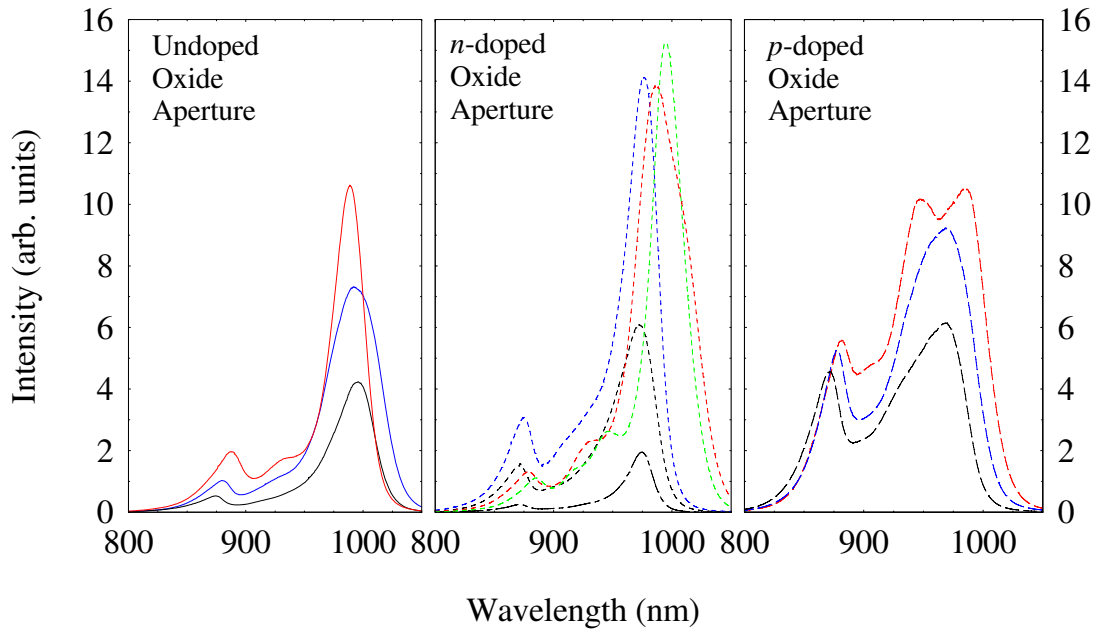 16
14
12
10
8
6
4
2
0
Intensity (arb. units)
Undoped
Oxide
Aperture
n-doped
Oxide
Aperture
p-doped
Oxide
Aperture
16
14
12
10
8
6
4
2
0
800 900 1000 800 900 1000 800 900 1000
Wavelength (nm)